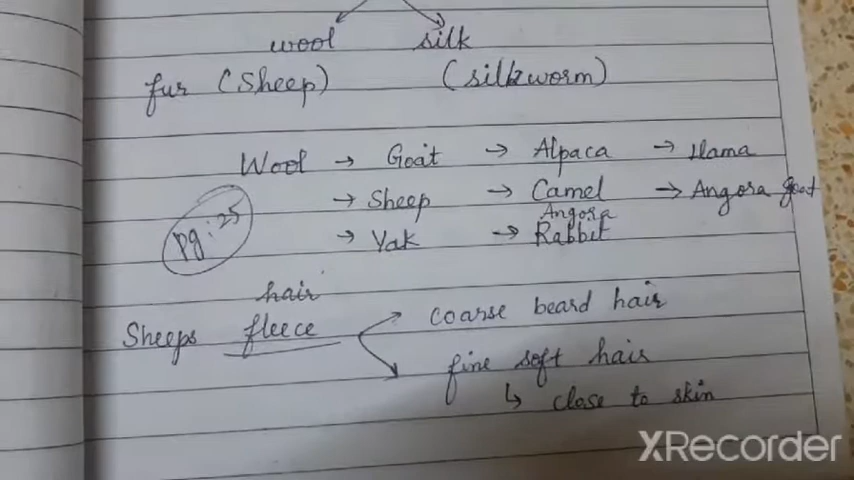 wool silk
fur (Sheep) (silkworm)
Wool → Goat → Alpaca → Llama
→ Sheep → Camel → Angora goat
Pg: 25
→ Yak → Angora Rabbit
hair
Sheeps fleece coarse beard hair
fine soft hair
↳ close to skin
XRecorder